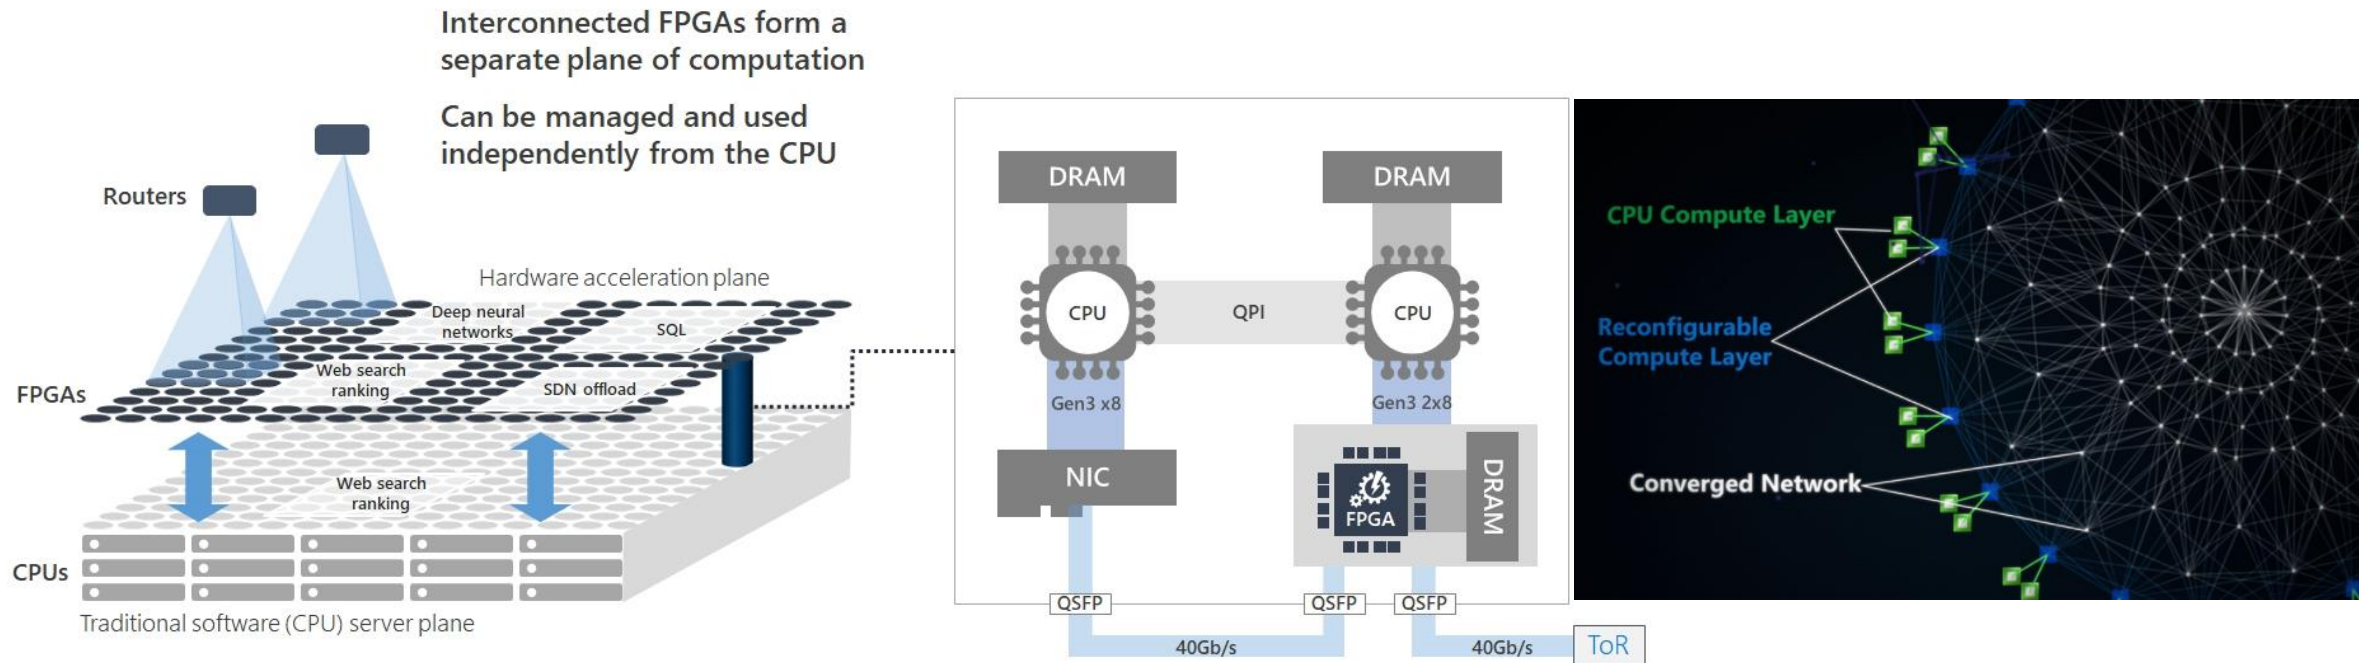 Interconnected FPGAs form a
separate plane of computation
Can be managed and used
independently from the CPU
Routers
Hardware acceleration plane
Deep neural
networks
SQL
Web search
ranking
SDN offload
FPGAs
Web search
ranking
CPUs
Traditional software (CPU) server plane
DRAM
DRAM
CPU
QPI
CPU
Gen3 x8
Gen3 2x8
NIC
FPGA
DRAM
QSFP
QSFP
QSFP
40Gb/s
40Gb/s
ToR
CPU Compute Layer
Reconfigurable
Compute Layer
Converged Network